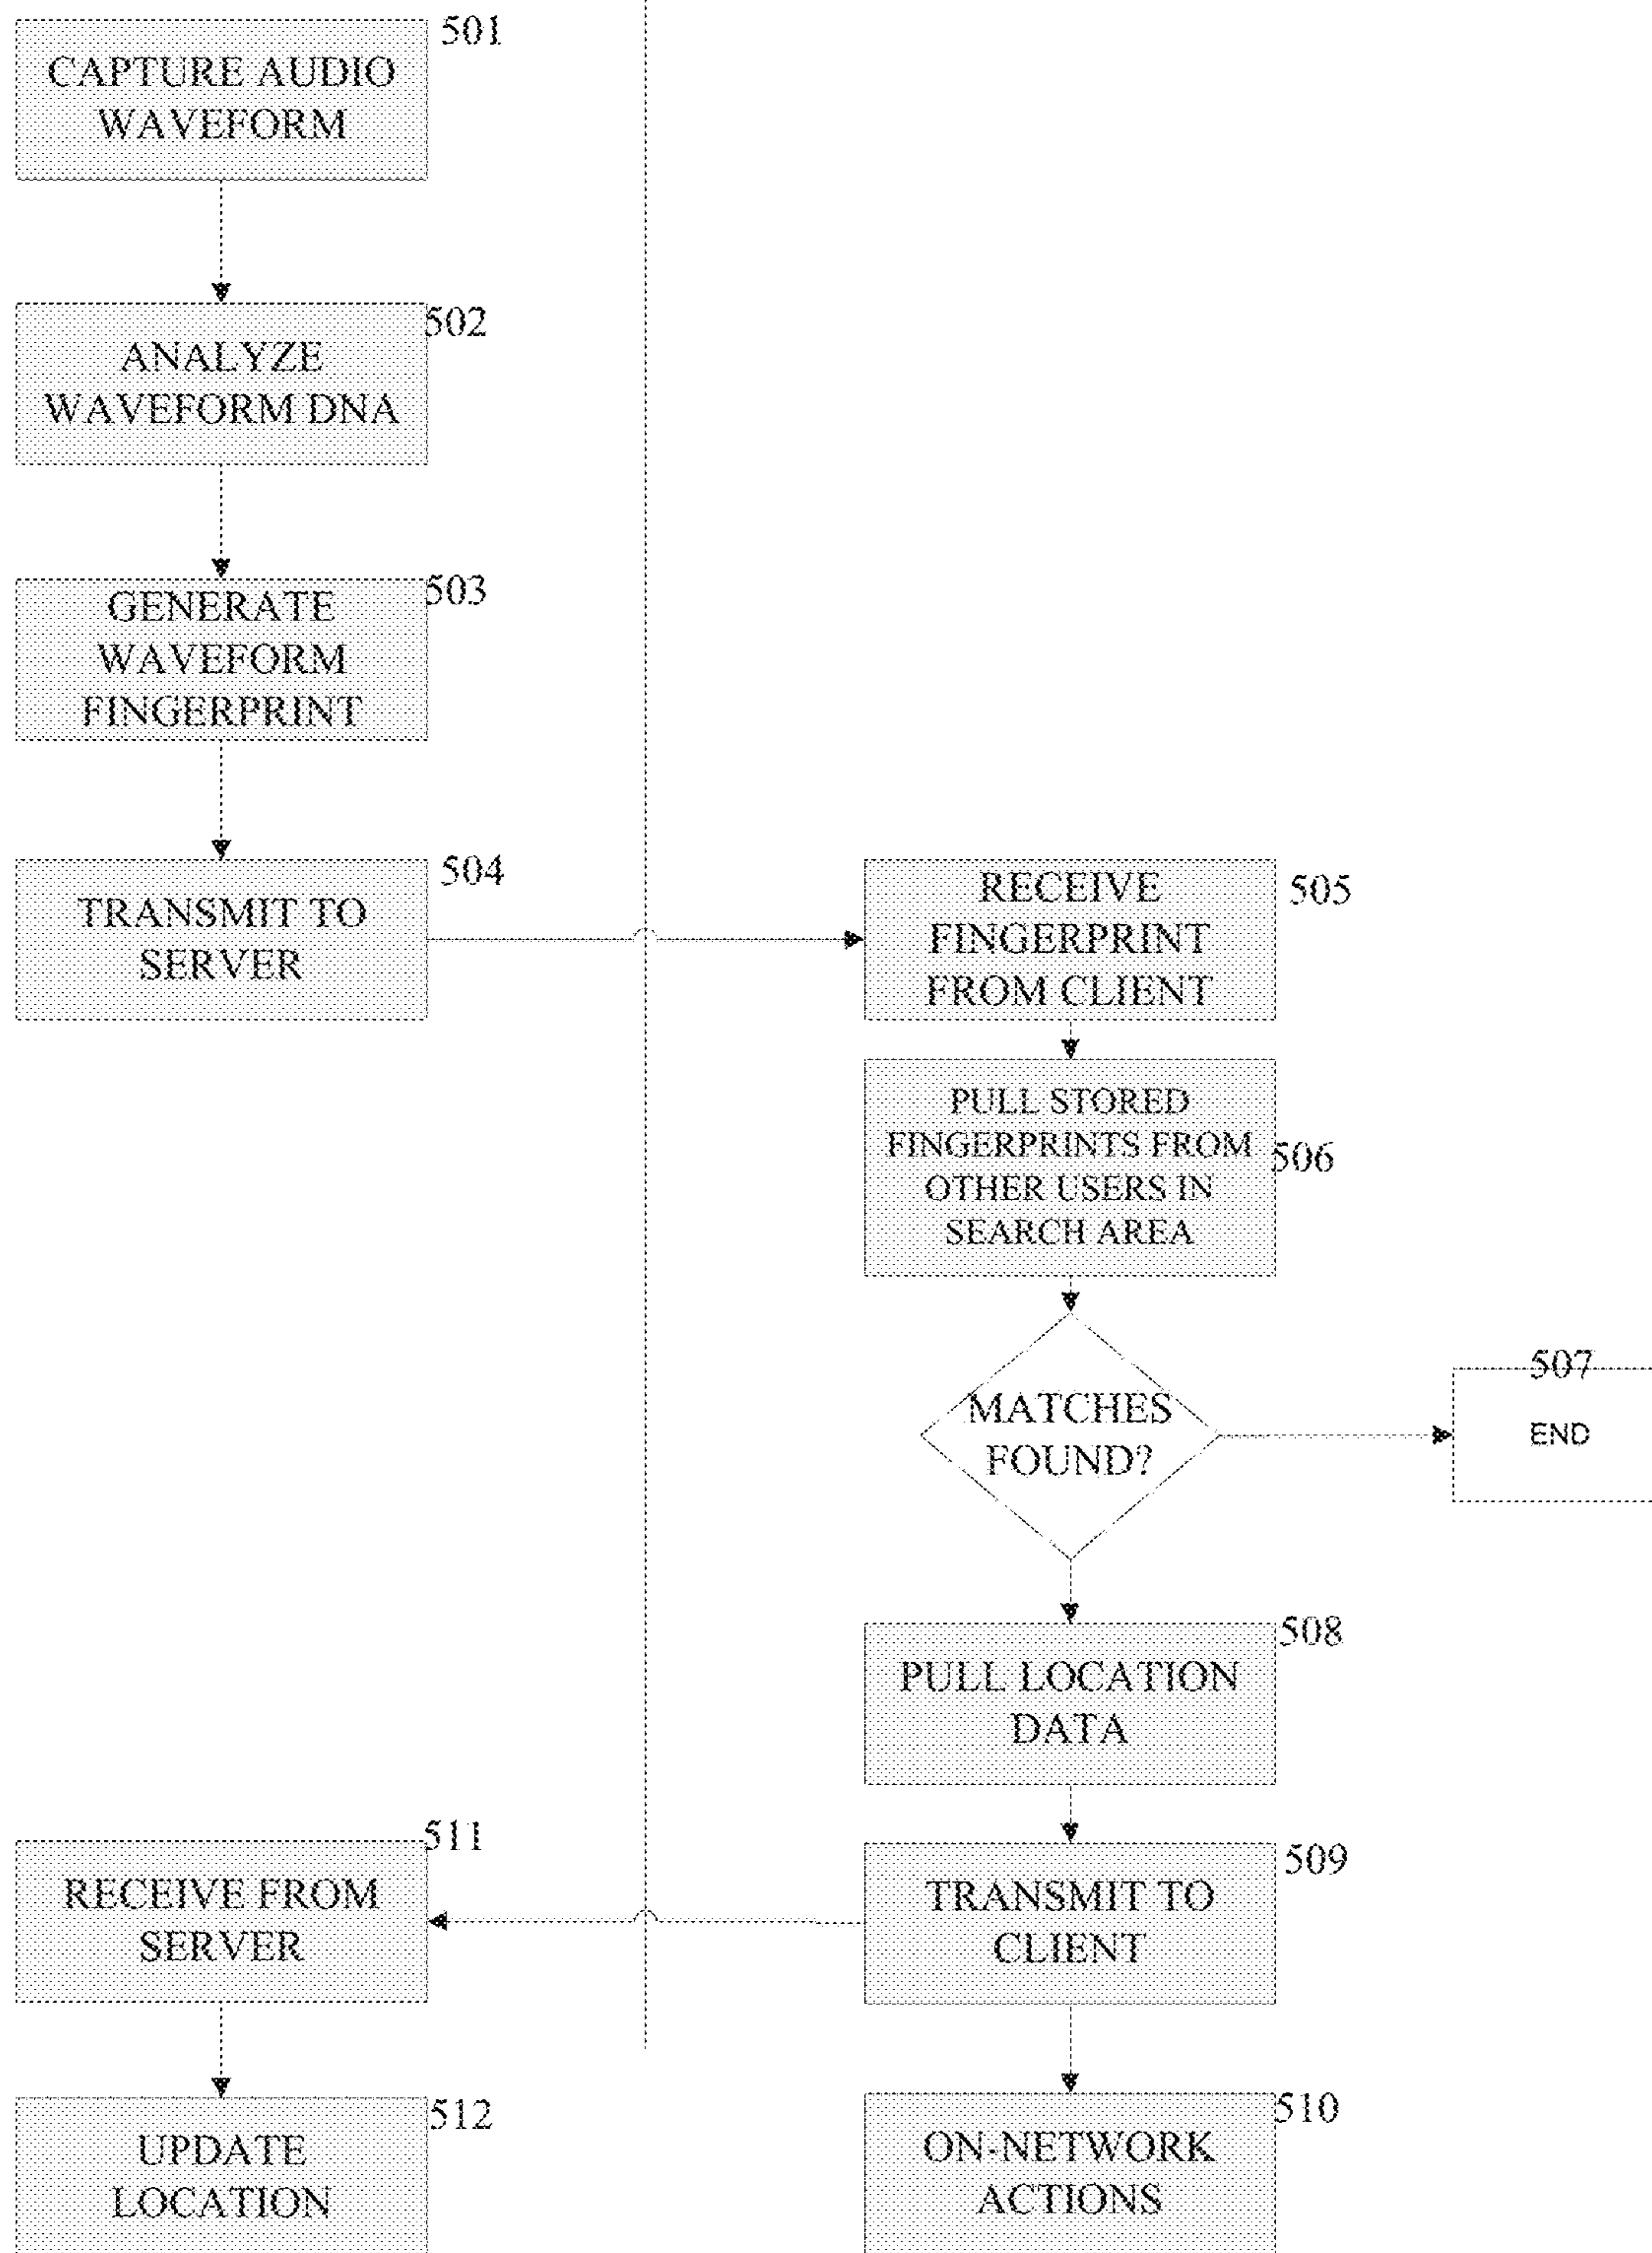 501
CAPTURE AUDIO
WAVEFORM
502
ANALYZE
WAVEFORM DNA
503
GENERATE
WAVEFORM
FINGERPRINT
504
TRANSMIT TO
SERVER
505
RECEIVE
FINGERPRINT
FROM CLIENT
506
PULL STORED
FINGERPRINTS FROM
OTHER USERS IN
SEARCH AREA
MATCHES
FOUND?
507
END
508
PULL LOCATION
DATA
509
TRANSMIT TO
CLIENT
511
RECEIVE FROM
SERVER
512
UPDATE
LOCATION
510
ON-NETWORK
ACTIONS